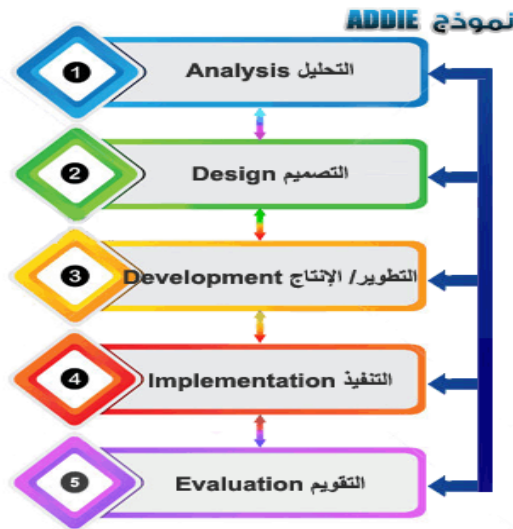 نموذج ADDIE
1
التحليل Analysis
2
التصميم Design
3
التطوير/ الإنتاج Development
4
التنفيذ Implementation
5
التقويم Evaluation